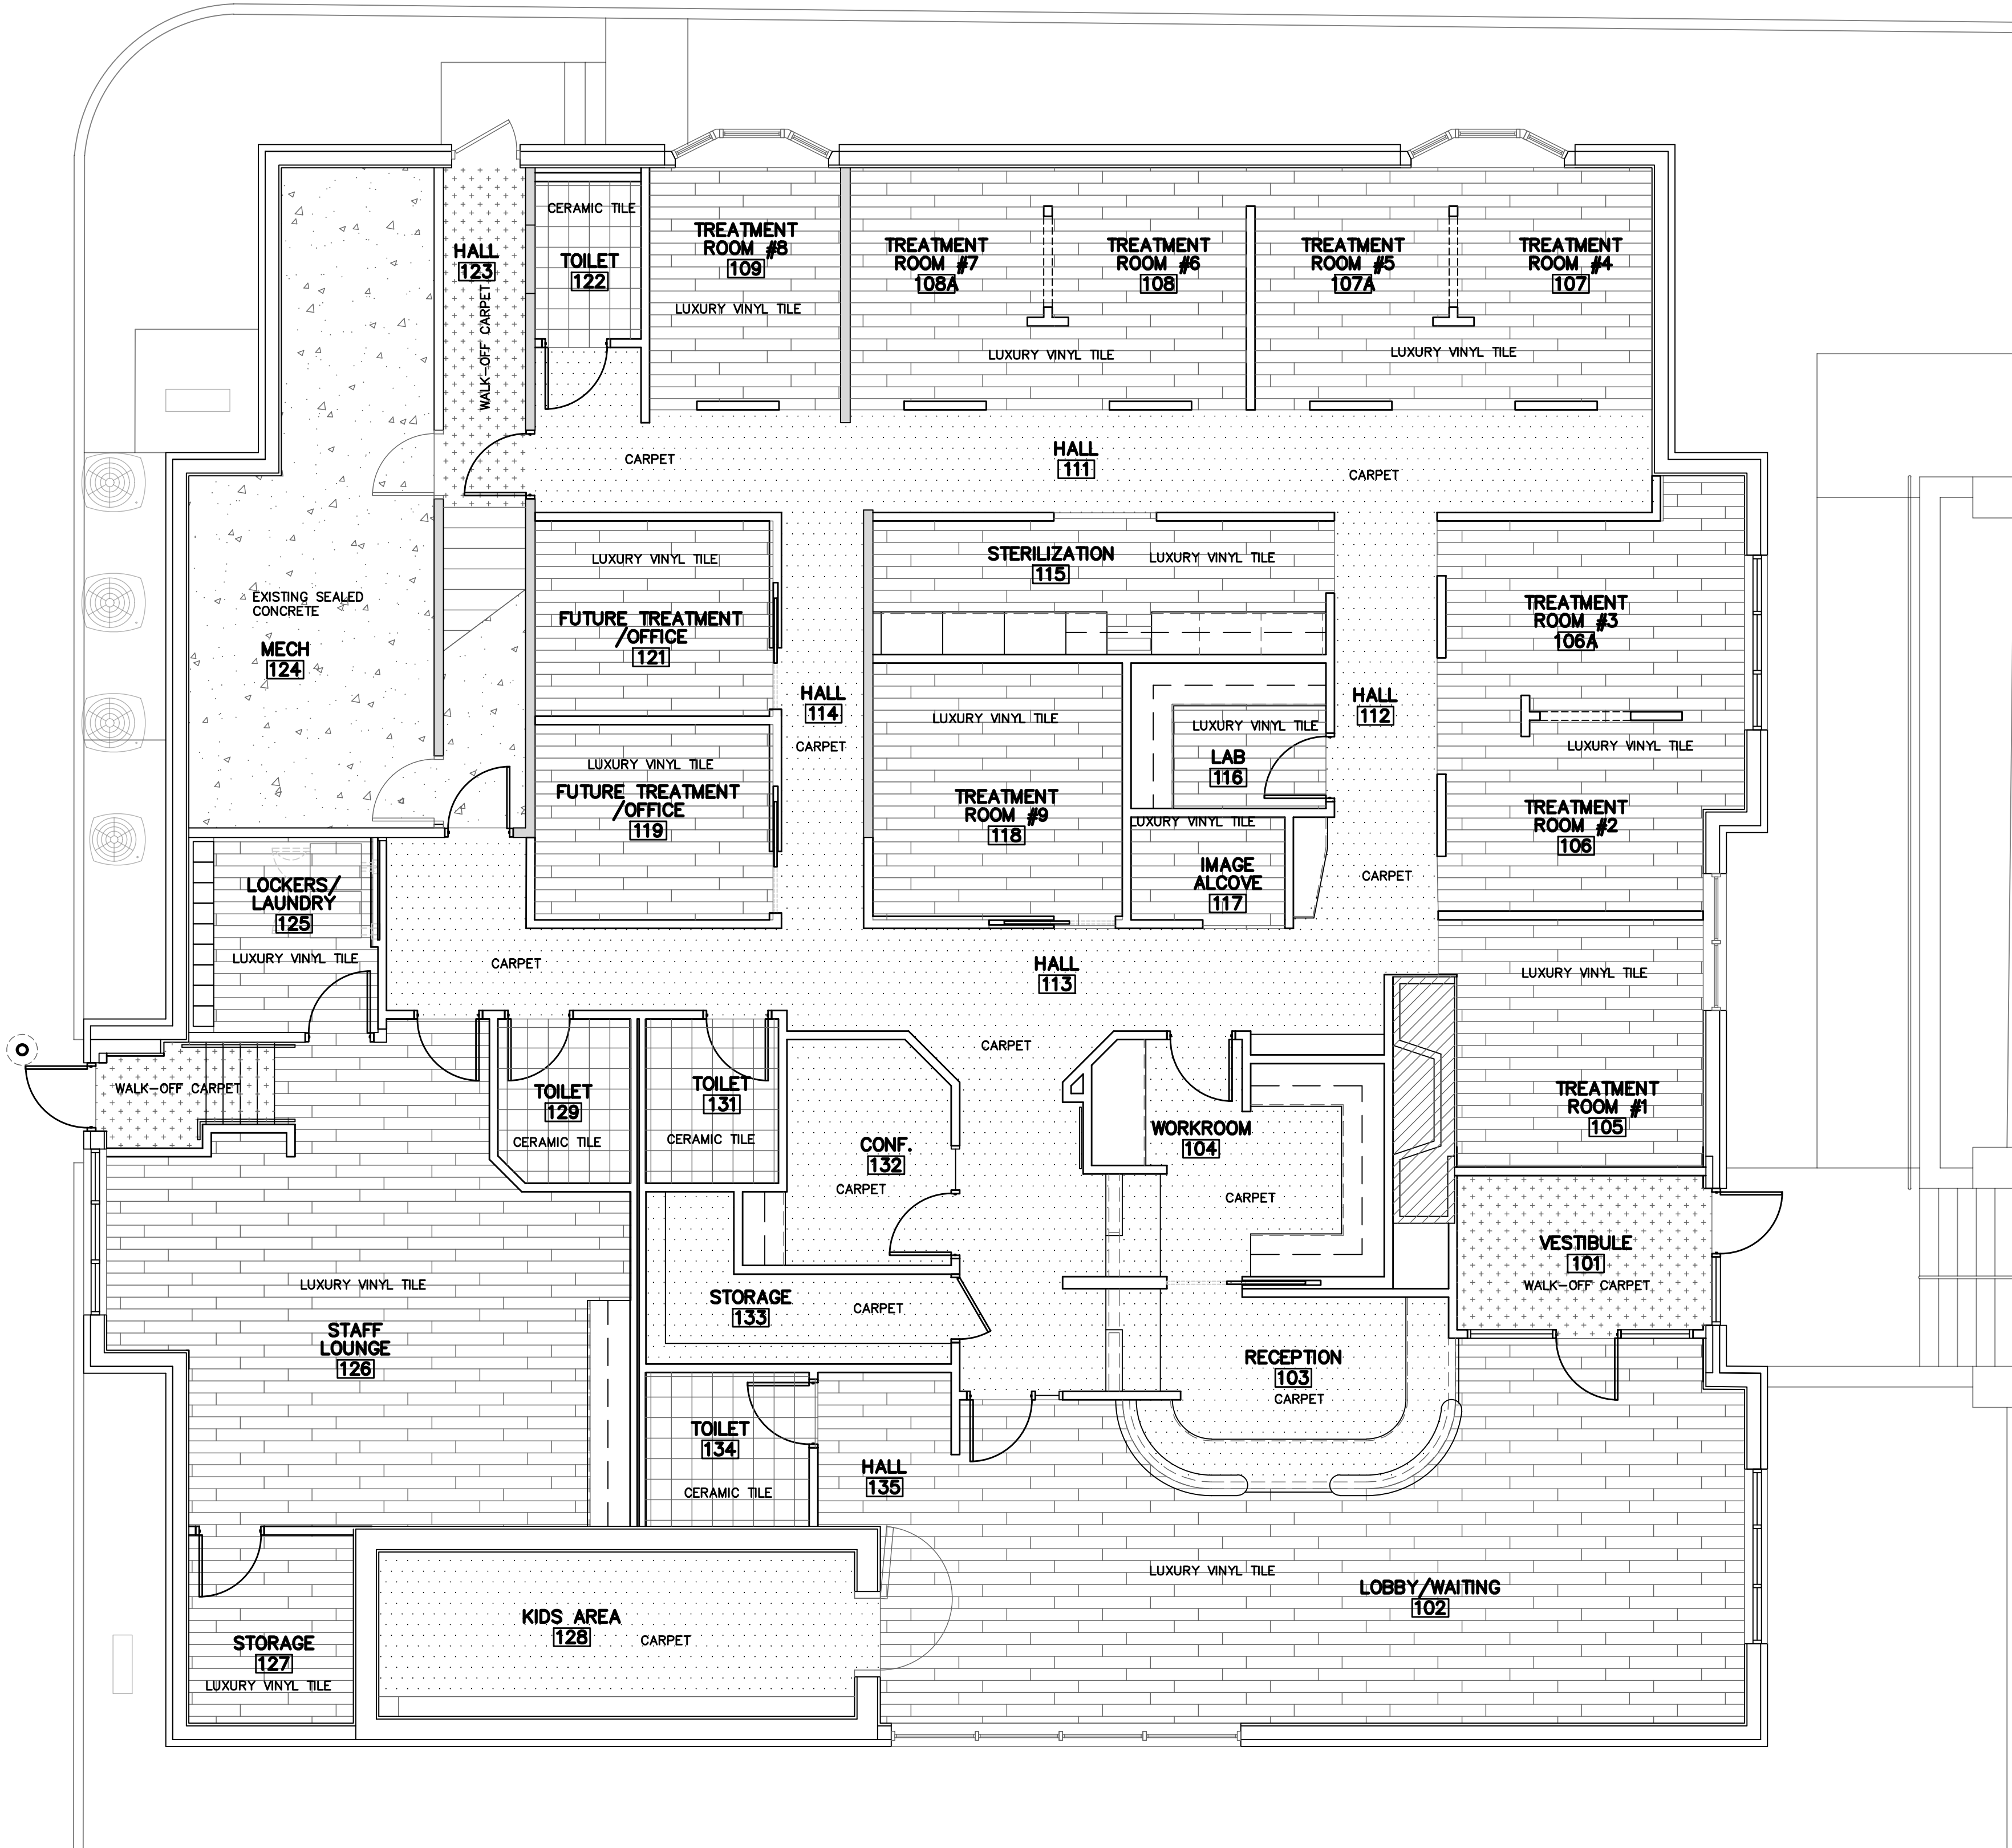 CERAMIC TILE
TOILET
122
HALL
123
WALK-OFF CARPET
TREATMENT
ROOM #8
109
LUXURY VINYL TILE
TREATMENT
ROOM #7
108A
TREATMENT
ROOM #6
108
LUXURY VINYL TILE
TREATMENT
ROOM #5
107A
TREATMENT
ROOM #4
107
LUXURY VINYL TILE
CARPET
HALL
111
CARPET
EXISTING SEALED
CONCRETE
MECH
124
LUXURY VINYL TILE
FUTURE TREATMENT
/OFFICE
121
LUXURY VINYL TILE
FUTURE TREATMENT
/OFFICE
119
HALL
114
CARPET
STERILIZATION
115
LUXURY VINYL TILE
LUXURY VINYL TILE
TREATMENT
ROOM #9
118
LUXURY VINYL TILE
LAB
116
LUXURY VINYL TILE
IMAGE
ALCOVE
117
HALL
112
CARPET
TREATMENT
ROOM #3
106A
LUXURY VINYL TILE
TREATMENT
ROOM #2
106
LOCKERS/
LAUNDRY
125
LUXURY VINYL TILE
CARPET
HALL
113
CARPET
LUXURY VINYL TILE
TREATMENT
ROOM #1
105
WALK-OFF CARPET
TOILET
129
CERAMIC TILE
TOILET
131
CERAMIC TILE
CONF.
132
CARPET
WORKROOM
104
CARPET
VESTIBULE
101
WALK-OFF CARPET
LUXURY VINYL TILE
STAFF
LOUNGE
126
STORAGE
133
CARPET
RECEPTION
103
CARPET
TOILET
134
CERAMIC TILE
HALL
135
LUXURY VINYL TILE
LOBBY/WAITING
102
KIDS AREA
128
CARPET
STORAGE
127
LUXURY VINYL TILE